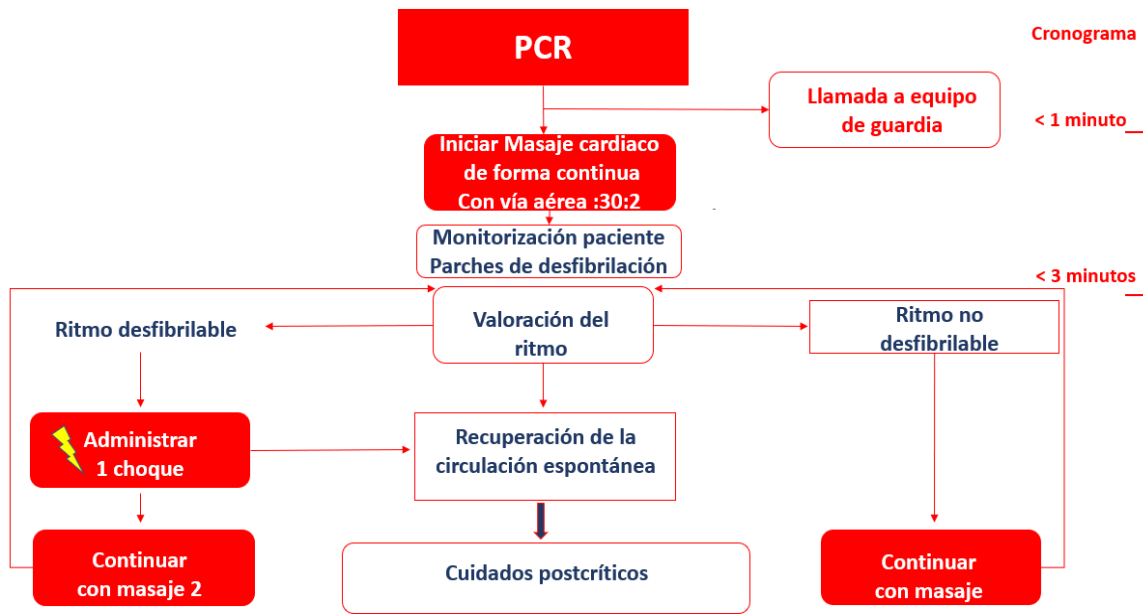 PCR
Cronograma
Llamada a equipo
de guardia
< 1 minuto
Iniciar Masaje cardiaco
de forma continua
Con vía aérea :30:2
Monitorización paciente
Parches de desfibrilación
< 3 minutos
Ritmo desfibrilable
Valoración del
ritmo
Ritmo no
desfibrilable
Administrar
1 choque
Recuperación de la
circulación espontánea
Continuar
con masaje 2
Cuidados postcríticos
Continuar
con masaje